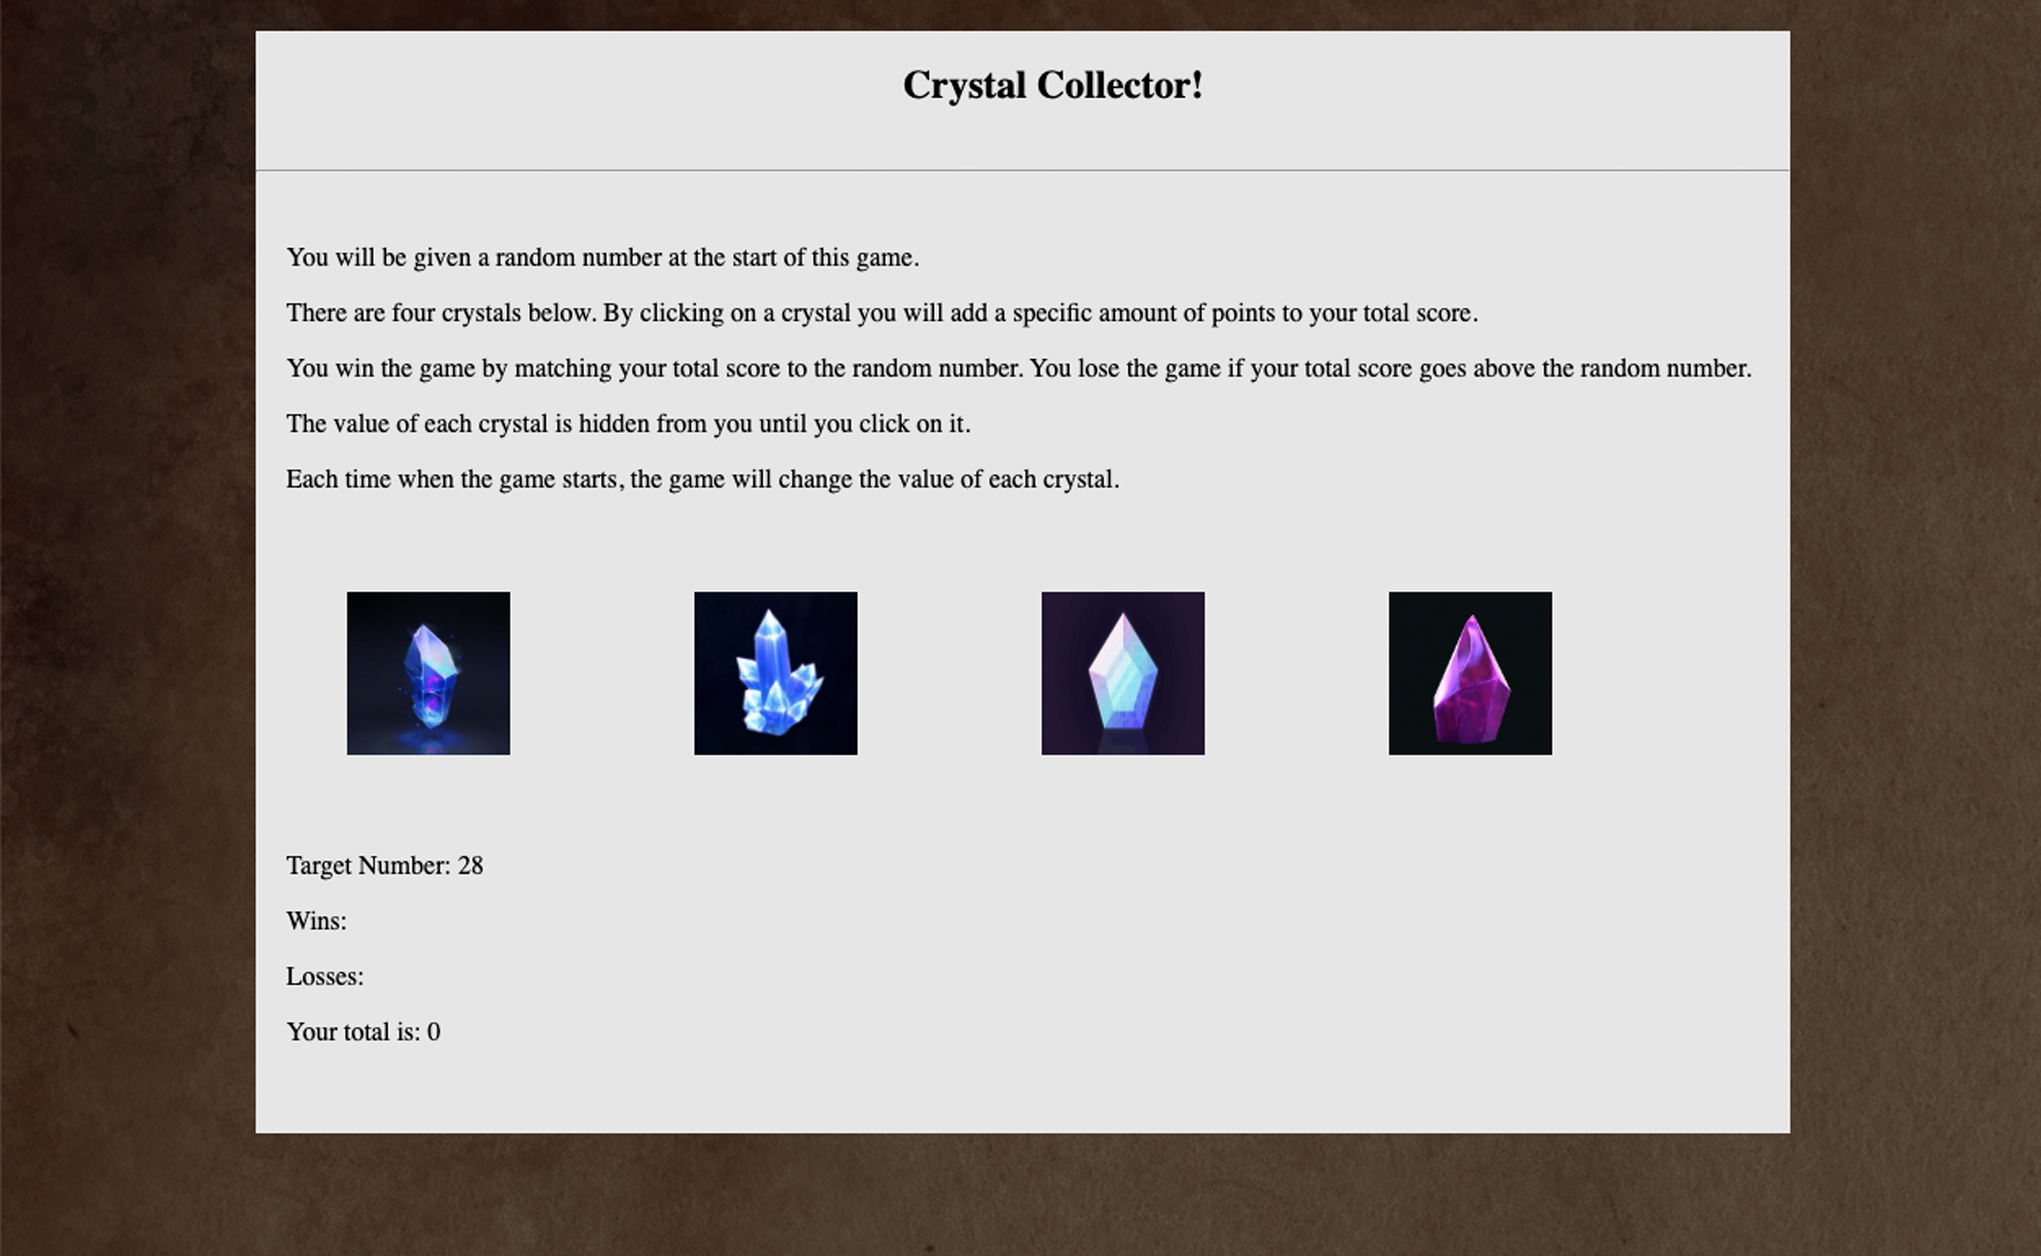 Crystal Collector!
You will be given a random number at the start of this game.
There are four crystals below. By clicking on a crystal you will add a specific amount of points to your total score.
You win the game by matching your total score to the random number. You lose the game if your total score goes above the random number.
The value of each crystal is hidden from you until you click on it.
Each time when the game starts, the game will change the value of each crystal.
Target Number: 28
Wins:
Losses:
Your total is: 0